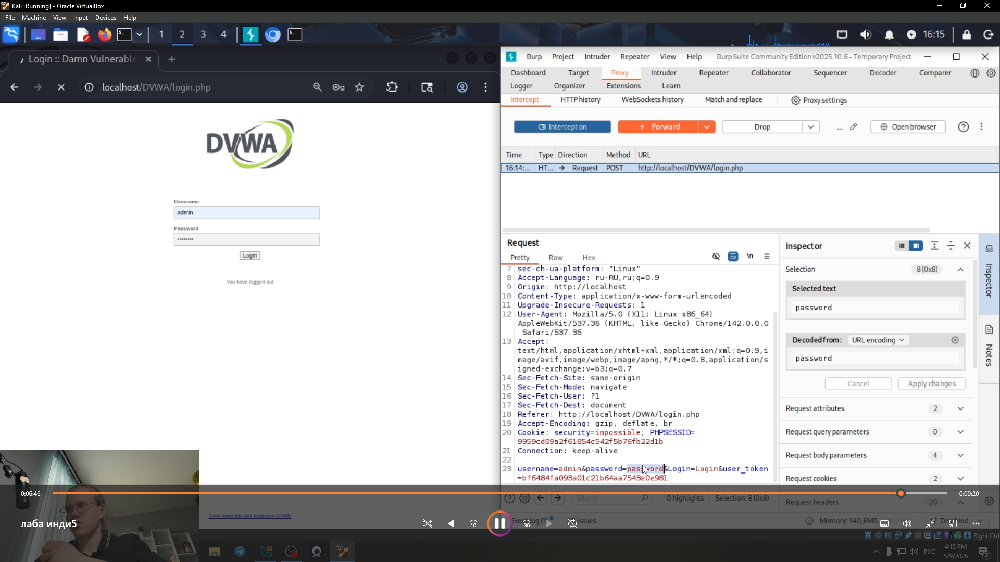 Kali [Running] - Oracle VirtualBox
File Machine View Input Devices Help
1 2 3 4
16:15
Login :: Damn Vulnerable
localhost/DVWA/login.php
DVWA
Username
admin
Password
••••••••
Login
You have logged out
Damn Vulnerable Web Application (DVWA)
Burp Project Intruder Repeater View Help Burp Suite Community Edition v2025.10.6 - Temporary Project
Dashboard Target Proxy Intruder Repeater Collaborator Sequencer Decoder Comparer
Logger Organizer Extensions Learn
Intercept HTTP history WebSockets history Match and replace Proxy settings
Intercept on Forward Drop ... Open browser
Time Type Direction Method URL
16:14:... HT... → Request POST http://localhost/DVWA/login.php
Request
Pretty Raw Hex \n
7 sec-ch-ua-platform: "Linux"
8 Accept-Language: ru-RU,ru;q=0.9
9 Origin: http://localhost
10 Content-Type: application/x-www-form-urlencoded
11 Upgrade-Insecure-Requests: 1
12 User-Agent: Mozilla/5.0 (X11; Linux x86_64)
AppleWebKit/537.36 (KHTML, like Gecko) Chrome/142.0.0.0
Safari/537.36
13 Accept:
text/html,application/xhtml+xml,application/xml;q=0.9,i
mage/avif,image/webp,image/apng,*/*;q=0.8,application/s
igned-exchange;v=b3;q=0.7
14 Sec-Fetch-Site: same-origin
15 Sec-Fetch-Mode: navigate
16 Sec-Fetch-User: ?1
17 Sec-Fetch-Dest: document
18 Referer: http://localhost/DVWA/login.php
19 Accept-Encoding: gzip, deflate, br
20 Cookie: security=impossible; PHPSESSID=
9959cd09a2f61854c542f5b76fb22d1b
21 Connection: keep-alive
22
23 username=admin&password=password&Login=Login&user_token
=bf6484fa093a01c21b64aa7543e0e981
Search 0 highlights Selection: 8 (0x8)
Inspector
Selection 8 (0x8)
Selected text
password
Decoded from: URL encoding
password
Cancel Apply changes
Request attributes 2
Request query parameters 0
Request body parameters 4
Request cookies 2
Request headers 20
Inspector
Notes
Event log (1) All issues Memory: 140,6MB Disabled
0:06:46 0:00:20
лаба инди5
10 30
Right Ctrl
РУС
4:15 PM
5/9/2026
2